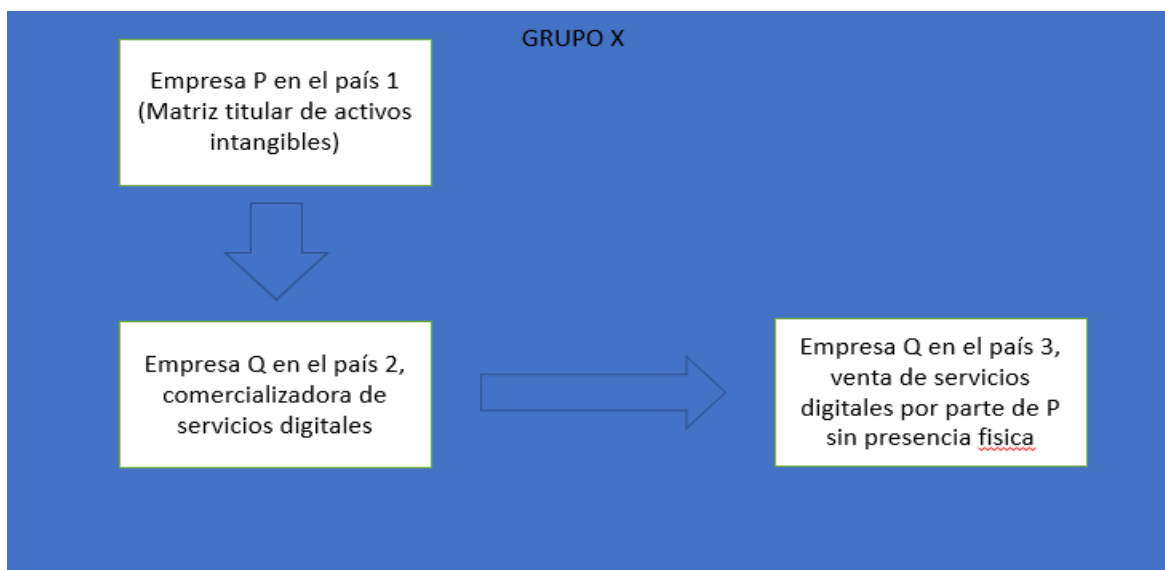 GRUPO X
Empresa P en el país 1
(Matriz titular de activos
intangibles)
Empresa Q en el país 2,
comercializadora de
servicios digitales
Empresa Q en el país 3,
venta de servicios
digitales por parte de P
sin presencia fisica